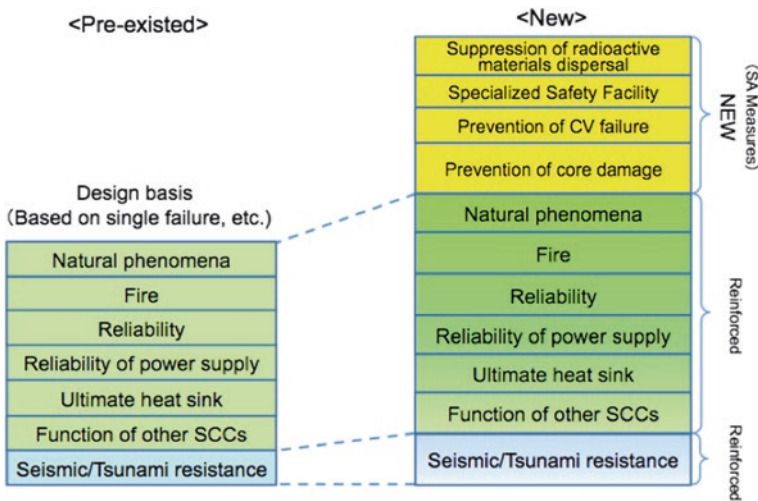 <Pre-existed>
Design basis
(Based on single failure, etc.)
Natural phenomena
Fire
Reliability
Reliability of power supply
Ultimate heat sink
Function of other SCCs
Seismic/Tsunami resistance
<New>
Suppression of radioactive
materials dispersal
Specialized Safety Facility
Prevention of CV failure
Prevention of core damage
Natural phenomena
Fire
Reliability
Reliability of power supply
Ultimate heat sink
Function of other SCCs
Seismic/Tsunami resistance
(SA Measures)
NEW
Reinforced
Reinforced